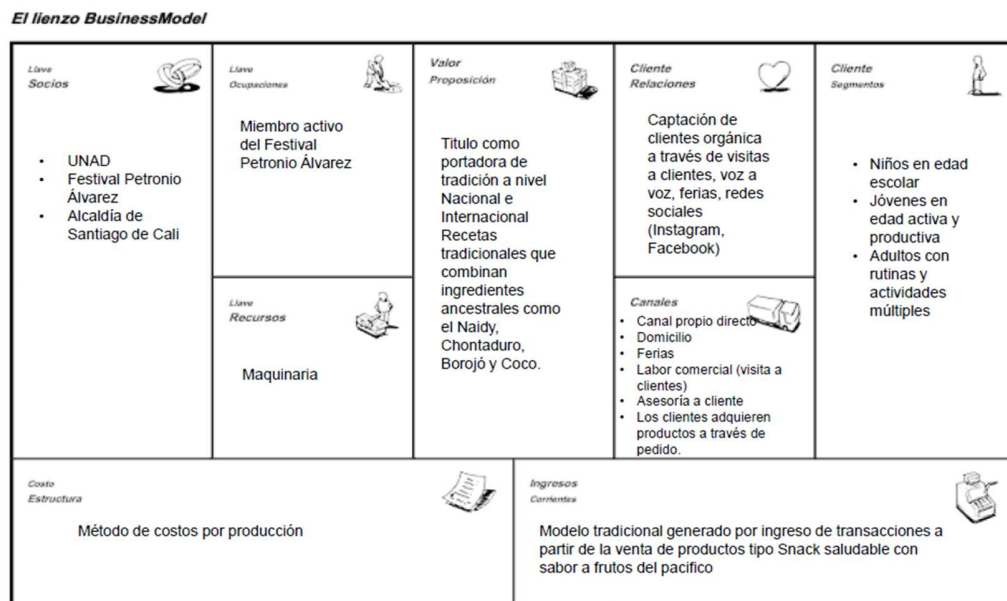 El lienzo BusinessModel
Llave
Socios
• UNAD
• Festival Petronio
Álvarez
• Alcaldía de
Santiago de Cali
Llave
Ocupaciones
Miembro activo
del Festival
Petronio Álvarez
Llave
Recursos
Maquinaria
Valor
Proposición
Titulo como
portadora de
tradición a nivel
Nacional e
Internacional
Recetas
tradicionales que
combinan
ingredientes
ancestrales como
el Naidy,
Chontaduro,
Borojó y Coco.
Cliente
Relaciones
Captación de
clientes orgánica
a través de visitas
a clientes, voz a
voz, ferias, redes
sociales
(Instagram,
Facebook)
Canales
• Canal propio directo
• Domicilio
• Ferias
• Labor comercial (visita a
clientes)
• Asesoría a cliente
• Los clientes adquieren
productos a través de
pedido.
Cliente
Segmentos
• Niños en edad
escolar
• Jóvenes en
edad activa y
productiva
• Adultos con
rutinas y
actividades
múltiples
Costo
Estructura
Método de costos por producción
Ingresos
Corrientes
Modelo tradicional generado por ingreso de transacciones a
partir de la venta de productos tipo Snack saludable con
sabor a frutos del pacifico